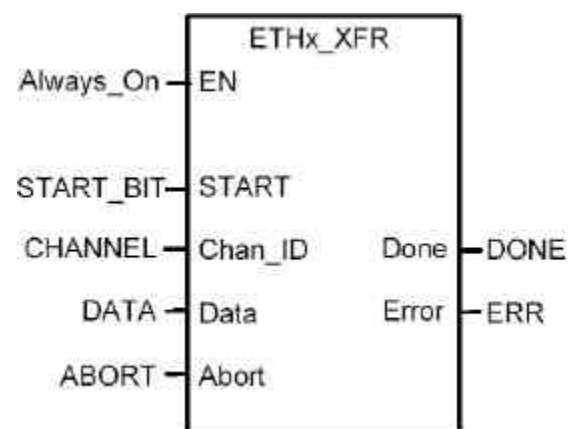 ETHx_XFR
Always_On EN
START_BIT START
CHANNEL Chan_ID Done DONE
DATA Data Error ERR
ABORT Abort